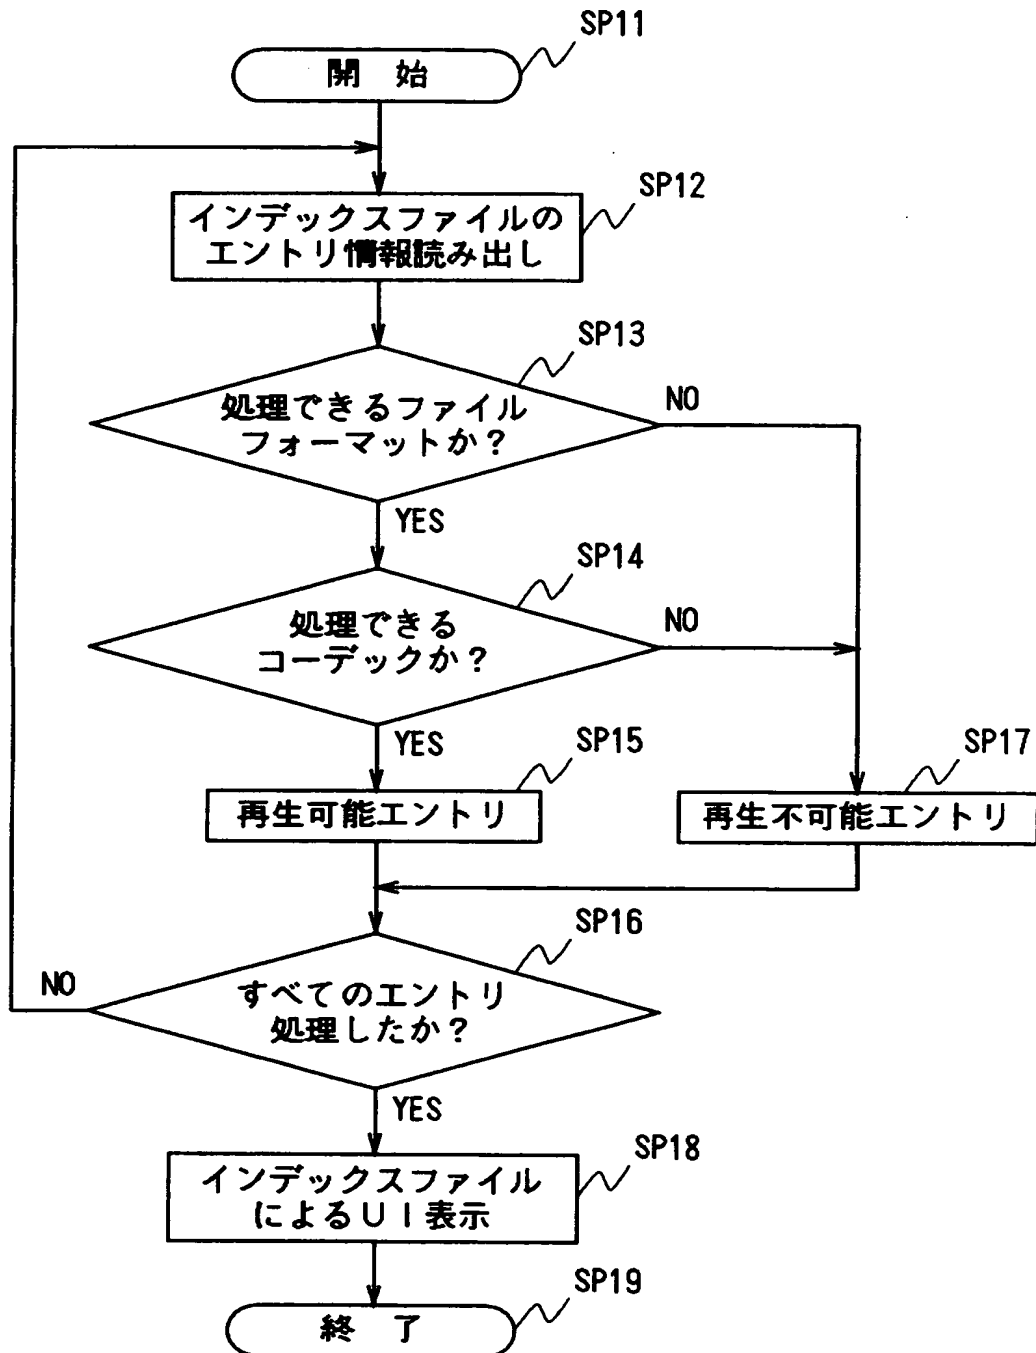 SP11
開 始
SP12
インデックスファイルの
エントリ情報読み出し
SP13
処理できるファイル
フォーマットか?
NO
YES
SP14
処理できる
コーデックか?
NO
YES
SP15
再生可能エントリ
SP17
再生不可能エントリ
SP16
すべてのエントリ
処理したか?
NO
YES
SP18
インデックスファイル
によるUI表示
SP19
終 了